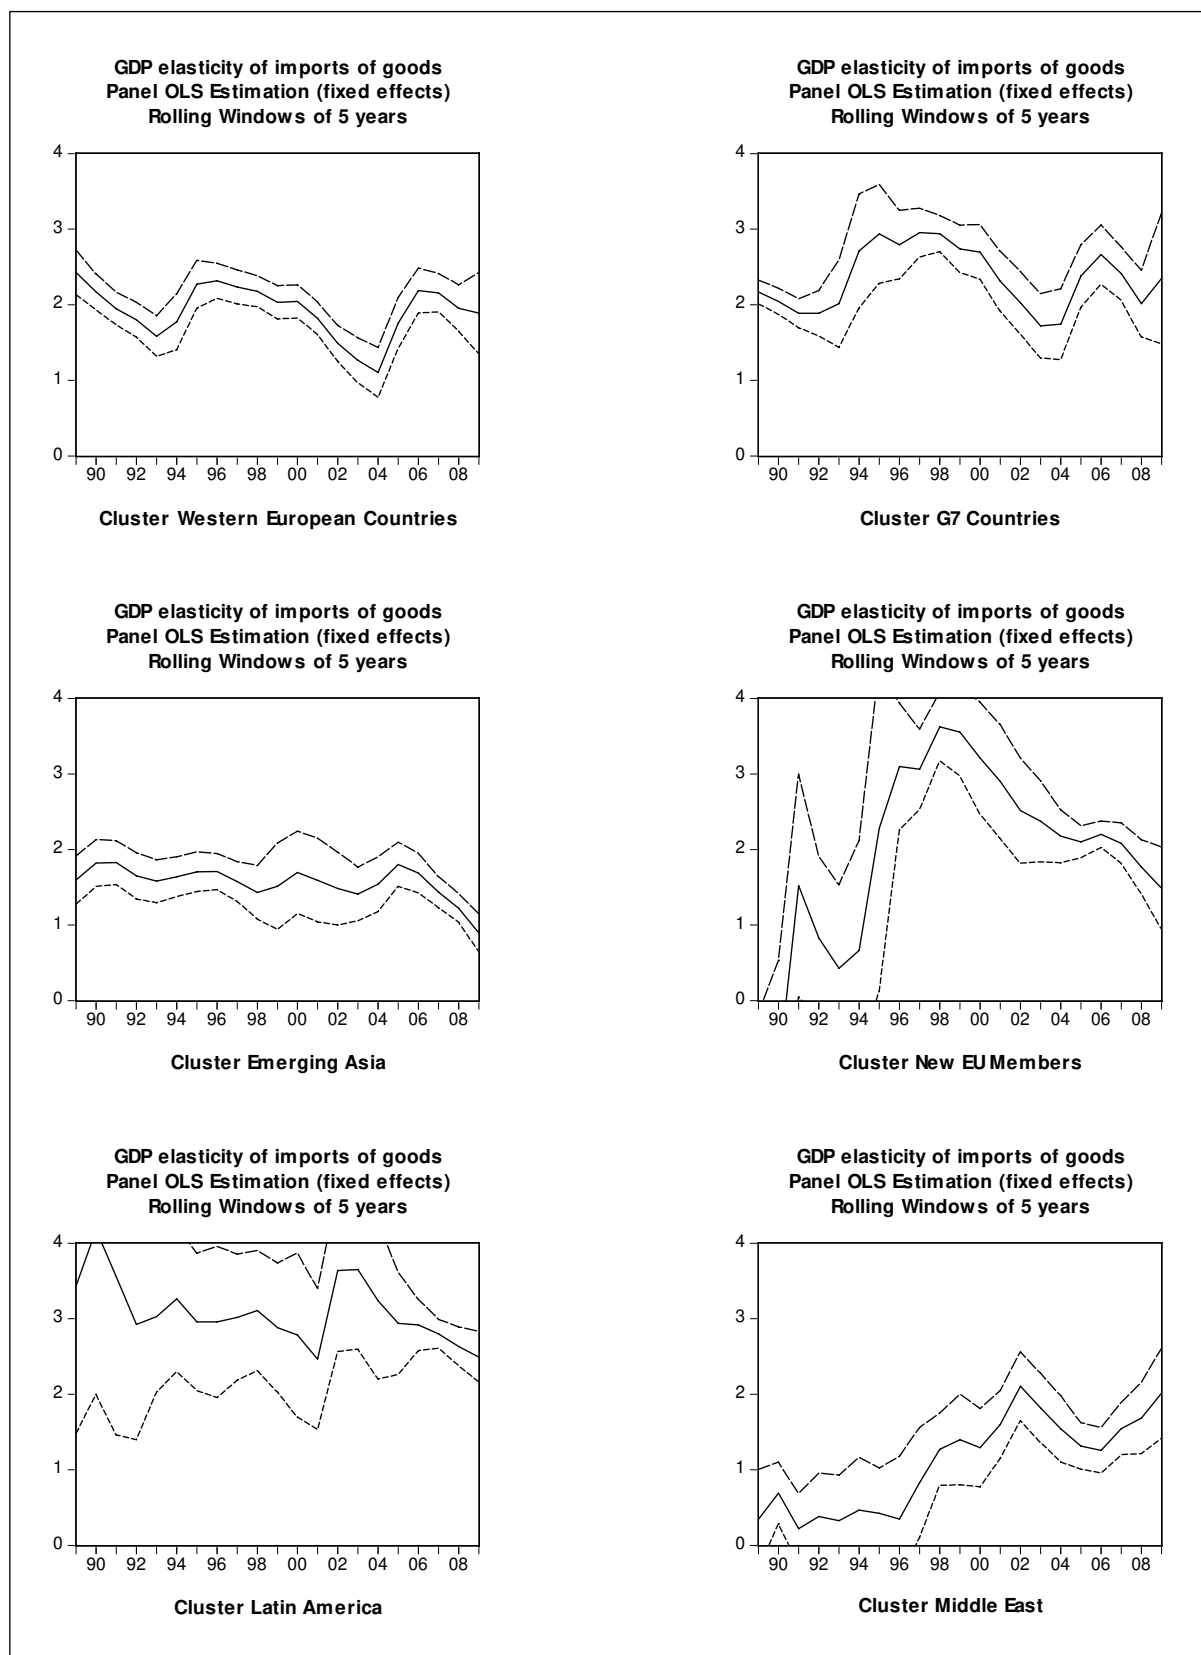 GDP elasticity of imports of goods
Panel OLS Estimation (fixed effects)
Rolling Windows of 5 years
4
3
2
1
0
90 92 94 96 98 00 02 04 06 08
Cluster Western European Countries
GDP elasticity of imports of goods
Panel OLS Estimation (fixed effects)
Rolling Windows of 5 years
4
3
2
1
0
90 92 94 96 98 00 02 04 06 08
Cluster G7 Countries
GDP elasticity of imports of goods
Panel OLS Estimation (fixed effects)
Rolling Windows of 5 years
4
3
2
1
0
90 92 94 96 98 00 02 04 06 08
Cluster Emerging Asia
GDP elasticity of imports of goods
Panel OLS Estimation (fixed effects)
Rolling Windows of 5 years
4
3
2
1
0
90 92 94 96 98 00 02 04 06 08
Cluster New EU Members
GDP elasticity of imports of goods
Panel OLS Estimation (fixed effects)
Rolling Windows of 5 years
4
3
2
1
0
90 92 94 96 98 00 02 04 06 08
Cluster Latin America
GDP elasticity of imports of goods
Panel OLS Estimation (fixed effects)
Rolling Windows of 5 years
4
3
2
1
0
90 92 94 96 98 00 02 04 06 08
Cluster Middle East